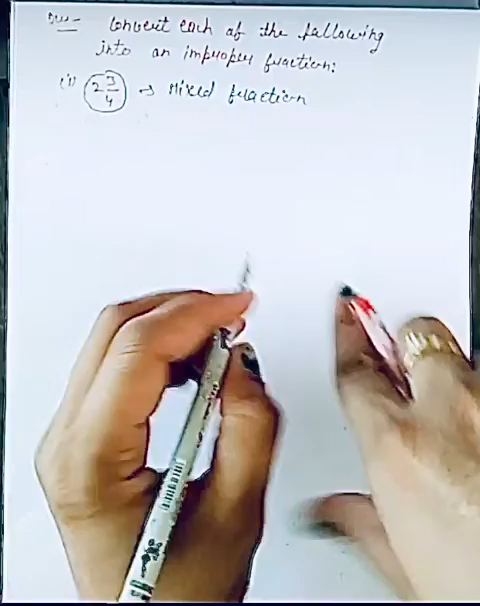 Que - Convert each of the following
into an improper fraction:
(i) 2 3/4 → Mixed fraction